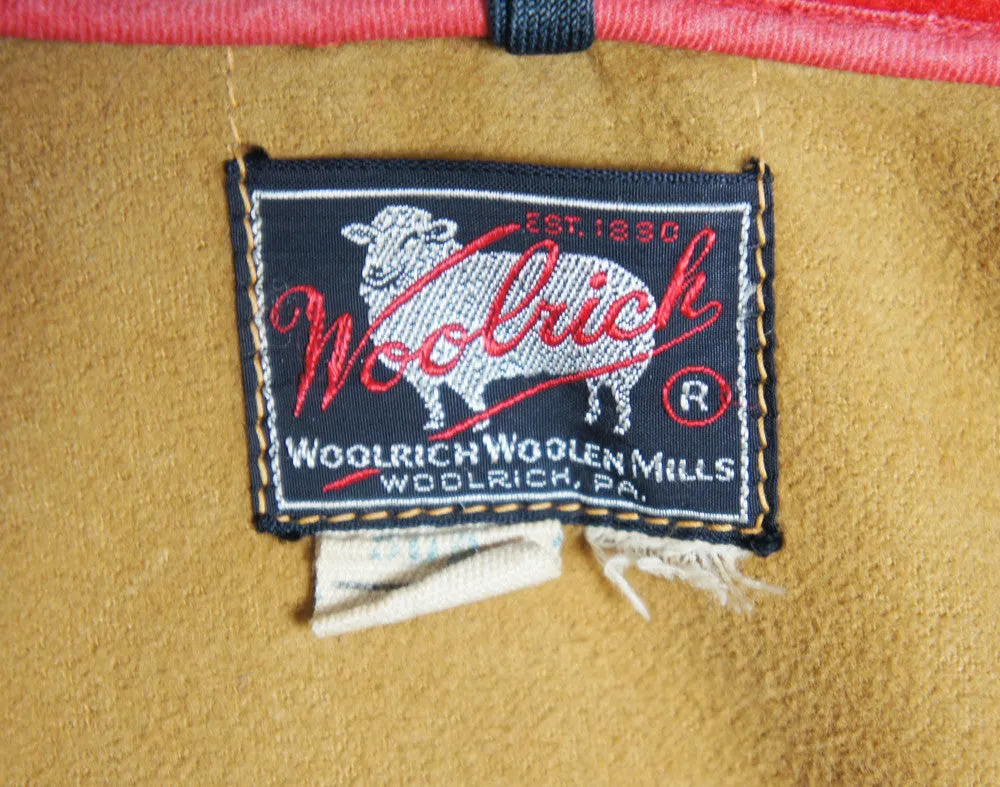 EST. 1830
Woolrich
R
WOOLRICH WOOLEN MILLS
WOOLRICH, PA.